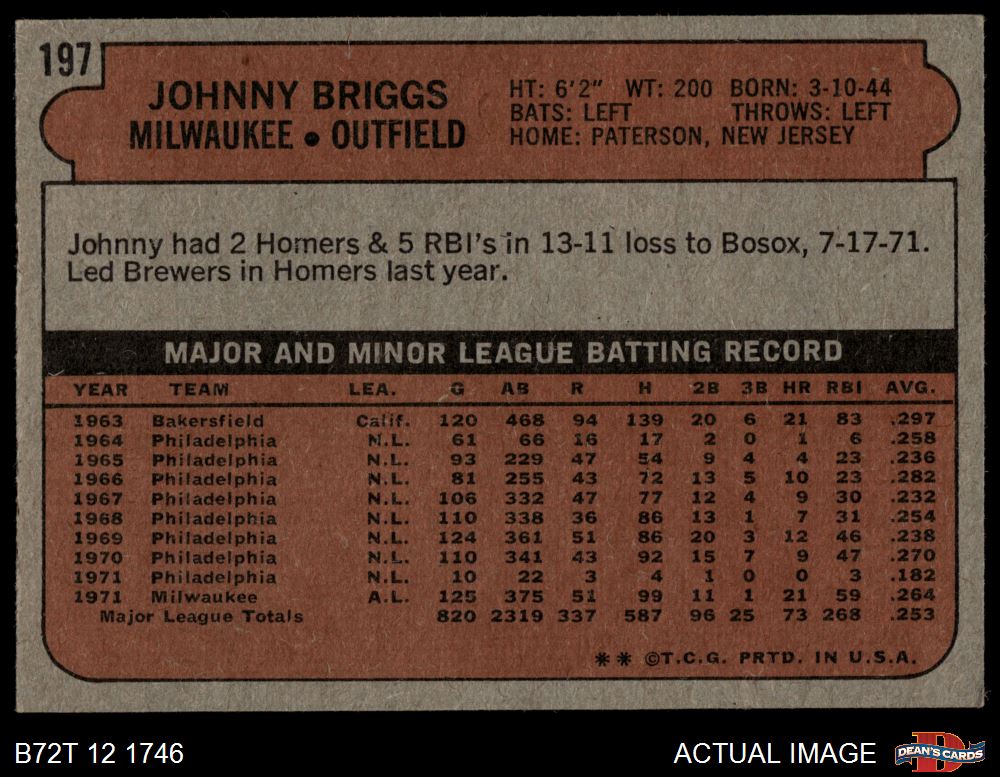 197
JOHNNY BRIGGS
MILWAUKEE • OUTFIELD
HT: 6'2" WT: 200 BORN: 3-10-44
BATS: LEFT THROWS: LEFT
HOME: PATERSON, NEW JERSEY
Johnny had 2 Homers & 5 RBI's in 13-11 loss to Bosox, 7-17-71.
Led Brewers in Homers last year.
MAJOR AND MINOR LEAGUE BATTING RECORD
YEAR TEAM LEA. G AB R H 2B 3B HR RBI AVG.
1963 Bakersfield Calif. 120 468 94 139 20 6 21 83 .297
1964 Philadelphia N.L. 61 66 16 17 2 0 1 6 .258
1965 Philadelphia N.L. 93 229 47 54 9 4 4 23 .236
1966 Philadelphia N.L. 81 255 43 72 13 5 10 23 .282
1967 Philadelphia N.L. 106 332 47 77 12 4 9 30 .232
1968 Philadelphia N.L. 110 338 36 86 13 1 7 31 .254
1969 Philadelphia N.L. 124 361 51 86 20 3 12 46 .238
1970 Philadelphia N.L. 110 341 43 92 15 7 9 47 .270
1971 Philadelphia N.L. 10 22 3 4 1 0 0 3 .182
1971 Milwaukee A.L. 125 375 51 99 11 1 21 59 .264
Major League Totals 820 2319 337 587 96 25 73 268 .253
** ©T.C.G. PRTD. IN U.S.A.
B72T 12 1746
ACTUAL IMAGE
D
DEAN'S CARDS